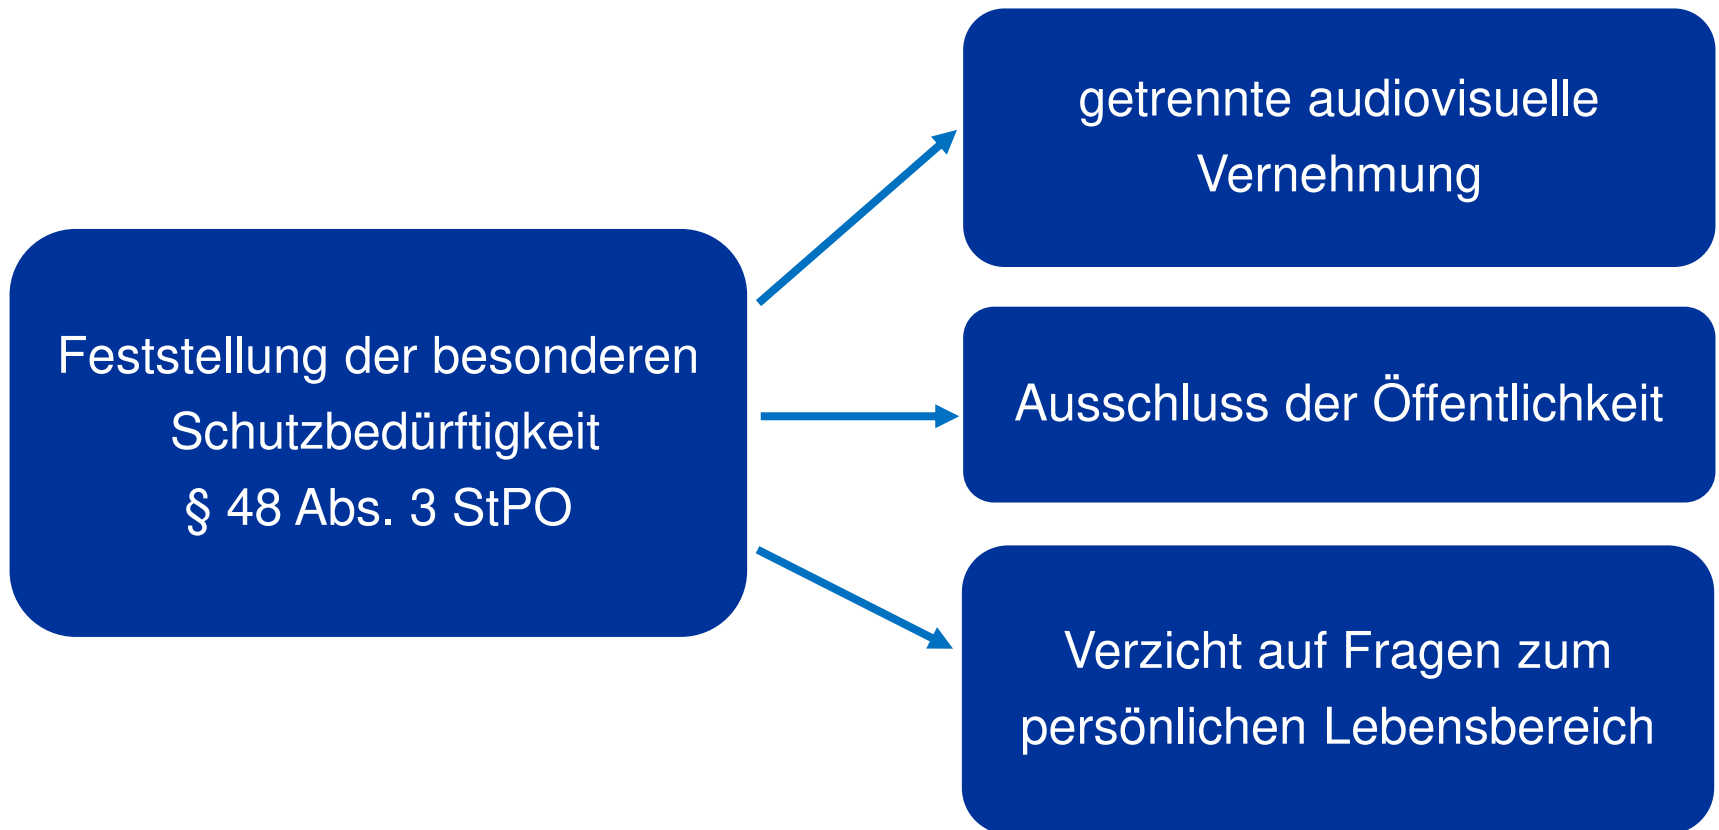 Feststellung der besonderen
Schutzbedürftigkeit
§ 48 Abs. 3 StPO
getrennte audiovisuelle
Vernehmung
Ausschluss der Öffentlichkeit
Verzicht auf Fragen zum
persönlichen Lebensbereich